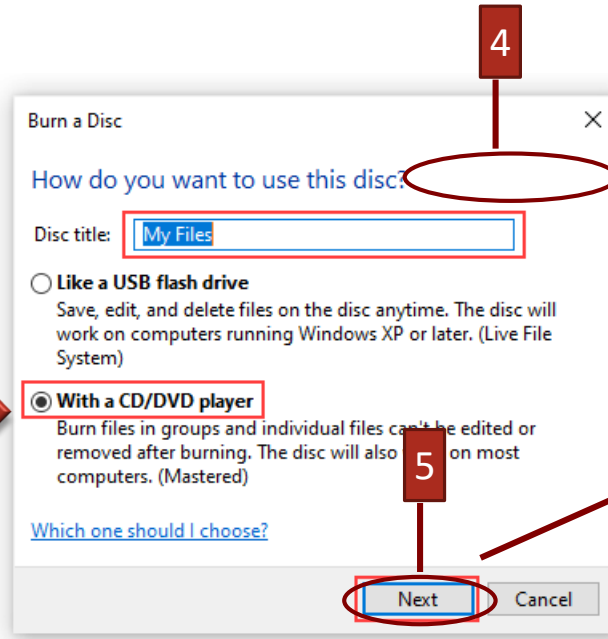 4
Burn a Disc
How do you want to use this disc?
Disc title: My Files
Like a USB flash drive
Save, edit, and delete files on the disc anytime. The disc will
work on computers running Windows XP or later. (Live File
System)
With a CD/DVD player
Burn files in groups and individual files can't be edited or
removed after burning. The disc will also on most
computers. (Mastered)
5
Which one should I choose?
Next Cancel